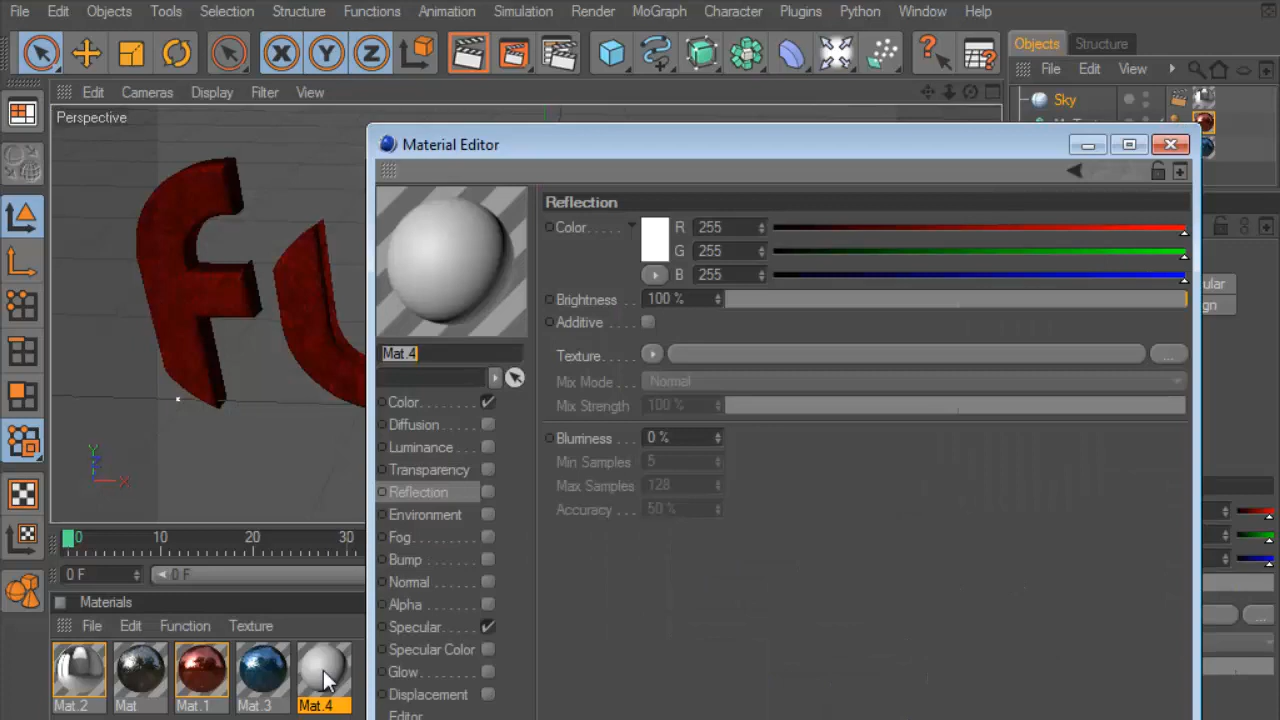 File Edit Objects Tools Selection Structure Functions Animation Simulation Render MoGraph Character Plugins Python Window Help
X Y Z
Objects Structure
File Edit View
Edit Cameras Display Filter View
Sky
Perspective
Material Editor
Reflection
Color R 255
G 255
B 255
Brightness 100 %
Additive
Texture ...
Mix Mode Normal
Mix Strength 100 %
Mat.4
Color
Diffusion
Luminance
Transparency
Reflection
Environment
Fog
Bump
Normal
Alpha
Specular
Specular Color
Glow
Displacement
Editor
Blurriness 0 %
Min Samples 5
Max Samples 128
Accuracy 50 %
Y
Z
X
0 10 20 30
0 F 0 F
Materials
File Edit Function Texture
Mat.2 Mat Mat.1 Mat.3 Mat.4